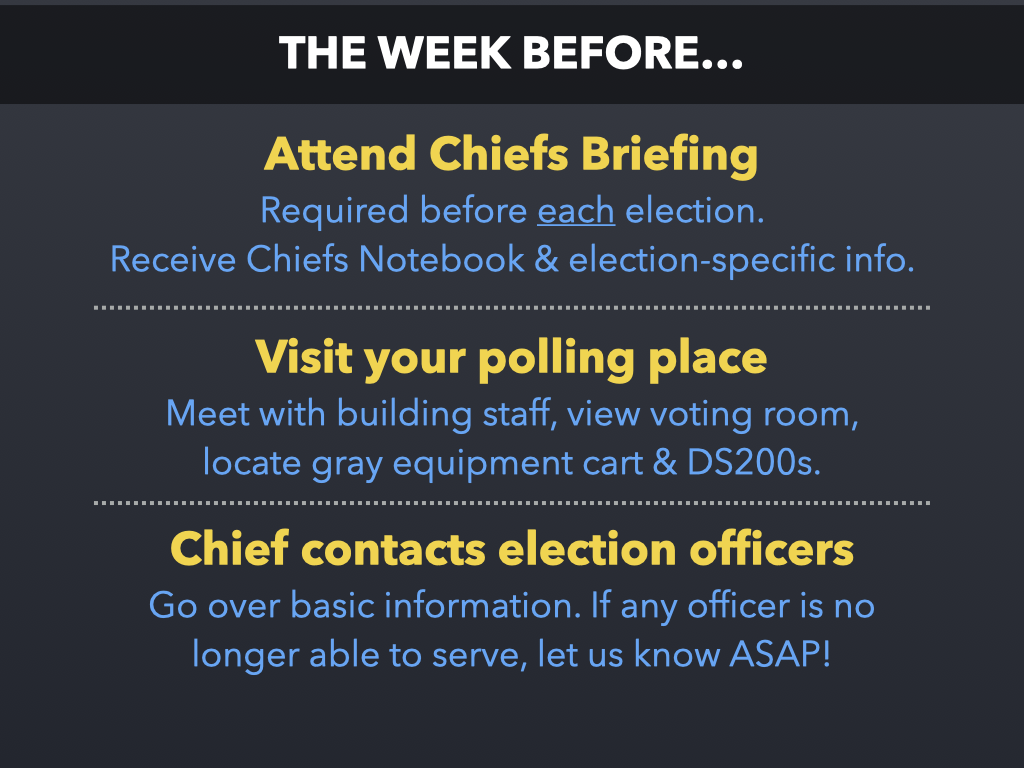 THE WEEK BEFORE...
Attend Chiefs Briefing
Required before each election.
Receive Chiefs Notebook & election-specific info.
Visit your polling place
Meet with building staff, view voting room,
locate gray equipment cart & DS200s.
Chief contacts election officers
Go over basic information. If any officer is no
longer able to serve, let us know ASAP!